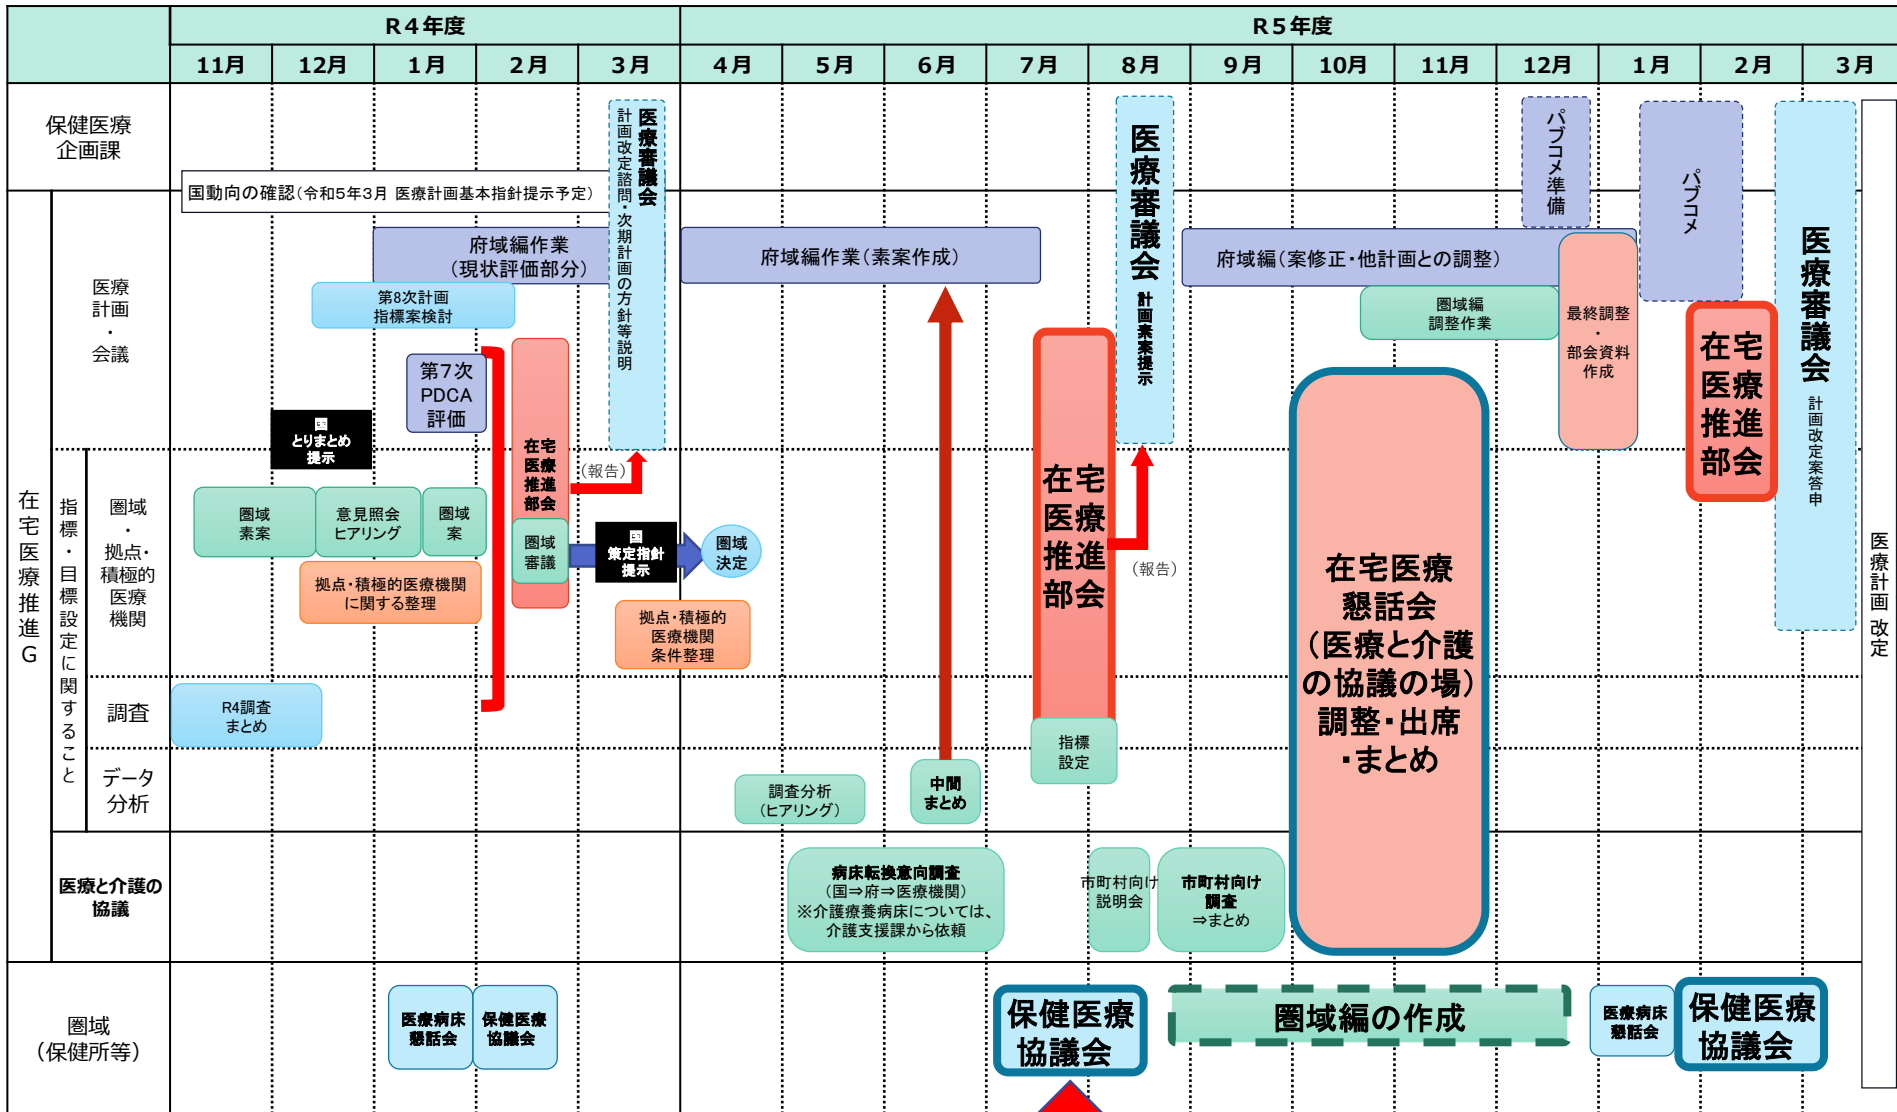 R4年度
R5年度
11月
12月
1月
2月
3月
4月
5月
6月
7月
8月
9月
10月
11月
12月
1月
2月
3月
保健医療
企画課
国動向の確認(令和5年3月 医療計画基本指針提示予定)
医療審議会
計画改定諮問・次期計画の方針等説明
医療審議会 計画素案提示
パブコメ準備
パブコメ
医療審議会 計画改定案答申
医療計画 改定
在宅医療推進G
医療
計画
・
会議
府域編作業
(現状評価部分)
府域編作業(素案作成)
府域編(案修正・他計画との調整)
第8次計画
指標案検討
圏域編
調整作業
最終調整
・
部会資料
作成
第7次
PDCA
評価
国
とりまとめ
提示
在宅
医療
推進
部会
(報告)
在宅
医療
推進
部会
(報告)
在宅
医療
推進
部会
指標・目標設定に関すること
圏域
・
拠点・
積極的
医療
機関
圏域
素案
意見照会
ヒアリング
圏域
案
圏域
審議
国
策定指針
提示
圏域
決定
拠点・積極的医療機関
に関する整理
拠点・積極的
医療機関
条件整理
在宅医療
懇話会
(医療と介護
の協議の場)
調整・出席
・まとめ
調査
R4調査
まとめ
指標
設定
データ
分析
調査分析
(ヒアリング)
中間
まとめ
医療と介護の
協議
病床転換意向調査
(国⇒府⇒医療機関)
※介護療養病床については、
介護支援課から依頼
市町村向け
説明会
市町村向け
調査
⇒まとめ
圏域
(保健所等)
医療病床
懇話会
保健医療
協議会
保健医療
協議会
圏域編の作成
医療病床
懇話会
保健医療
協議会